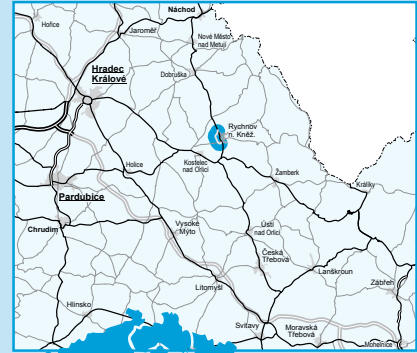 Náchod
Hořice
Jaroměř
Nové Město
nad Metují
Hradec
Králové
Dobruška
Rychnov
n. Kněž.
Holice
Kostelec
nad Orlicí
Žamberk
Králíky
Pardubice
Chrudim
Vysoké
Mýto
Ústí
nad Orlicí
Česká
Třebová
Lanškroun
Zábřeh
Litomyšl
Hlinsko
Svitavy
Moravská
Třebová
Mohelnice